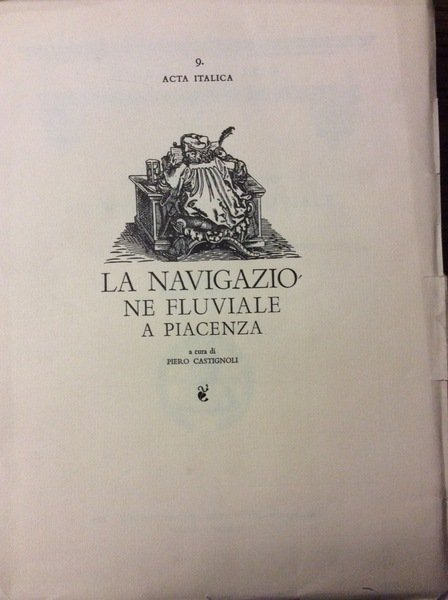 9.
ACTA ITALICA
LA NAVIGAZIO-
NE FLUVIALE
A PIACENZA
a cura di
PIERO CASTIGNOLI